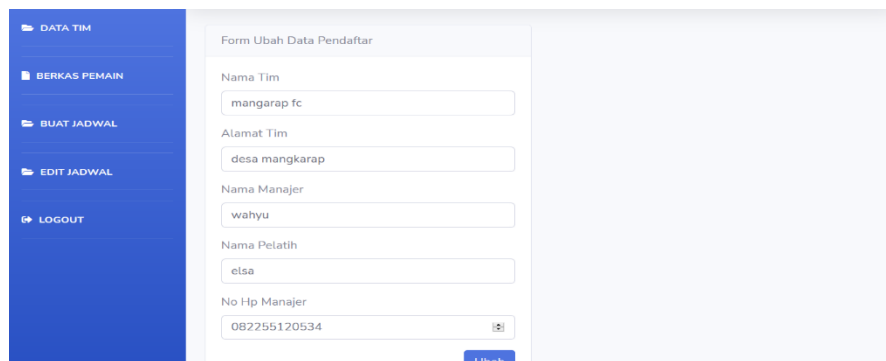 DATA TIM
BERKAS PEMAIN
BUAT JADWAL
EDIT JADWAL
LOGOUT
Form Ubah Data Pendaftar
Nama Tim
mangarap fc
Alamat Tim
desa mangkarap
Nama Manajer
wahyu
Nama Pelatih
elsa
No Hp Manajer
082255120534
Ubah